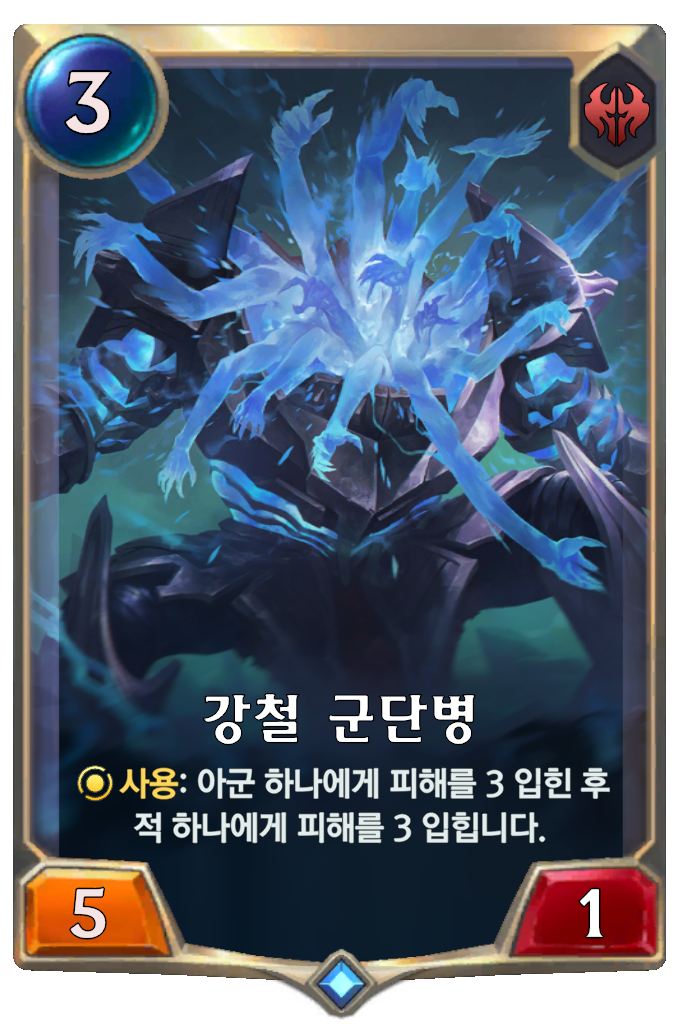 3
강철 군단병
사용: 아군 하나에게 피해를 3 입힌 후
적 하나에게 피해를 3 입힙니다.
5
1